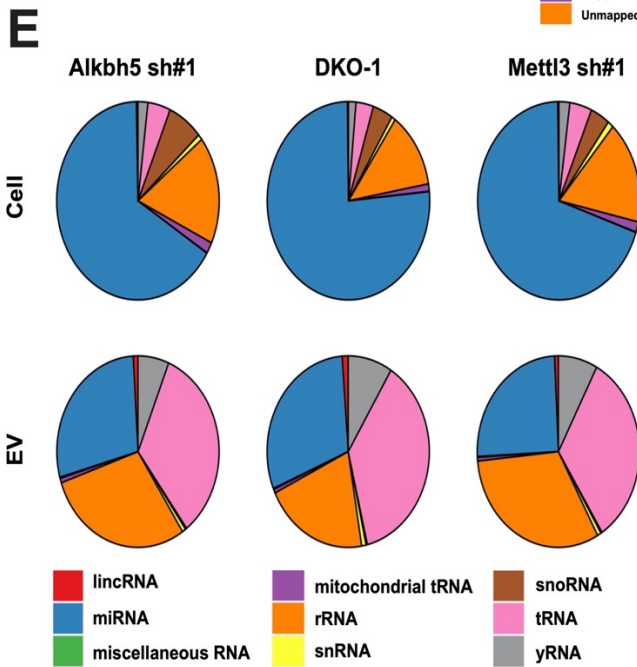 Unmapped
E
Alkbh5 sh#1 DKO-1 Mettl3 sh#1
Cell
EV
lincRNA mitochondrial tRNA snoRNA
miRNA rRNA tRNA
miscellaneous RNA snRNA yRNA